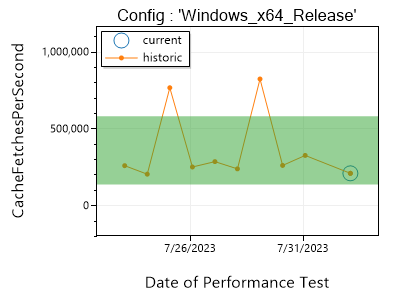 Config : 'Windows_x64_Release'
current
historic
1,000,000
500,000
0
CacheFetchesPerSecond
7/26/2023
7/31/2023
Date of Performance Test